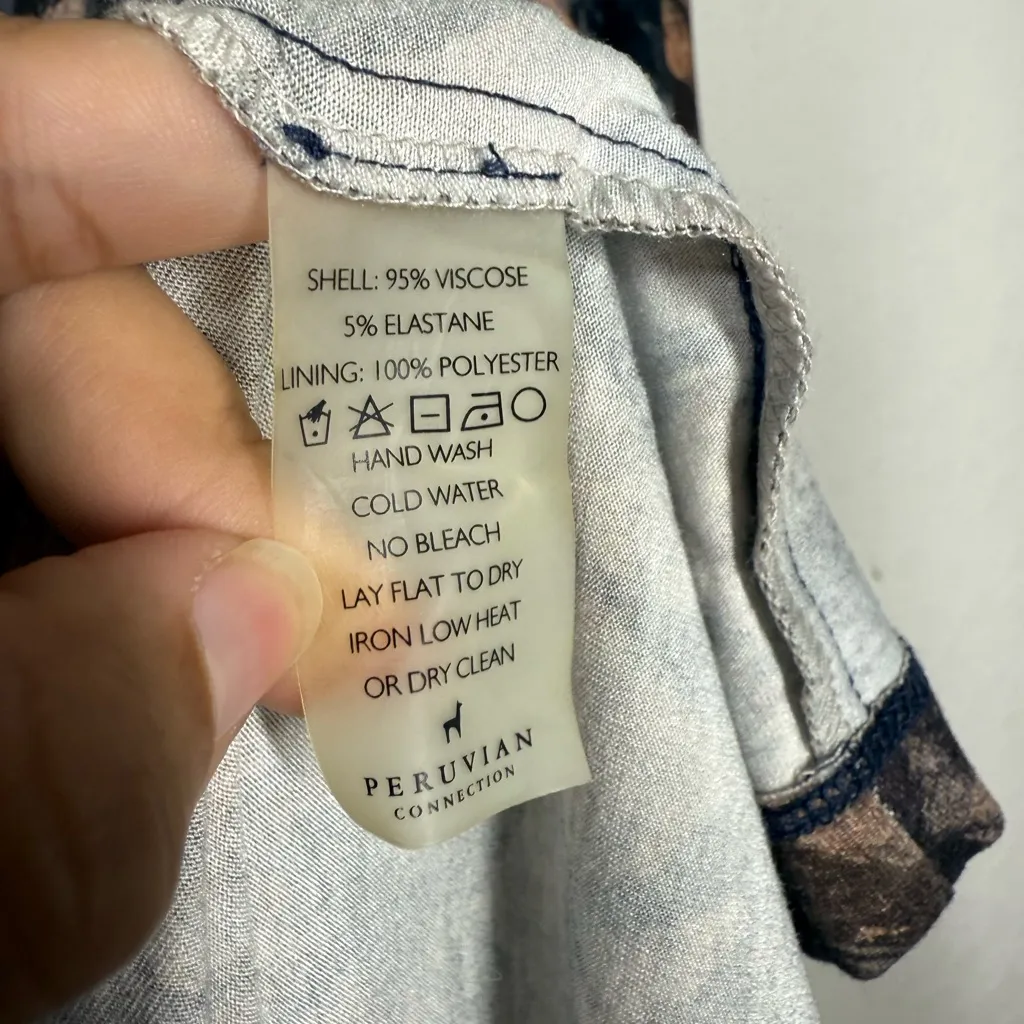 SHELL: 95% VISCOSE
5% ELASTANE
LINING: 100% POLYESTER
HAND WASH
COLD WATER
NO BLEACH
LAY FLAT TO DRY
IRON LOW HEAT
OR DRY CLEAN
PERUVIAN
CONNECTION